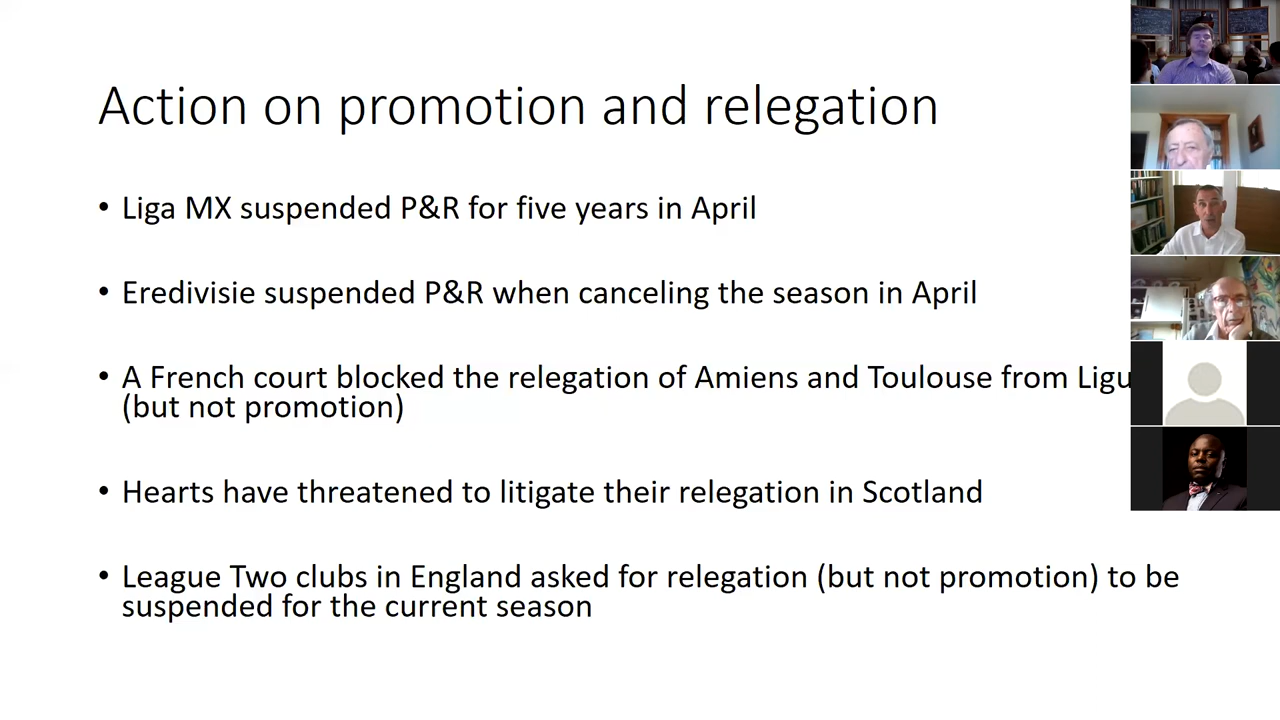 Action on promotion and relegation
• Liga MX suspended P&R for five years in April
• Eredivisie suspended P&R when canceling the season in April
• A French court blocked the relegation of Amiens and Toulouse from
(but not promotion)
• Hearts have threatened to litigate their relegation in Scotland
• League Two clubs in England asked for relegation (but not promotion) to be
suspended for the current season